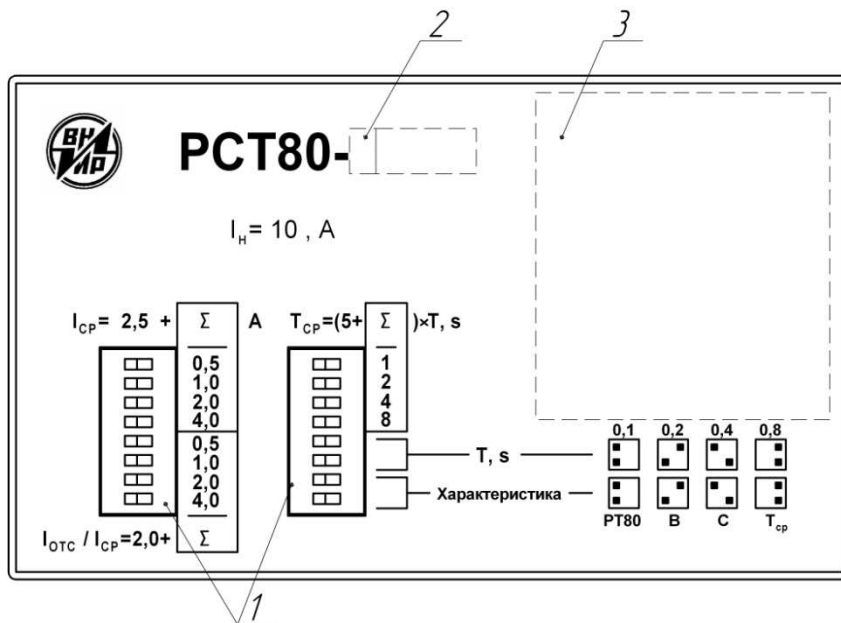 2
3
ВНИИР
РСТ80-
Iн= 10 , А
IСР= 2,5 + Σ А
TСР=(5+ Σ )×T, s
0,5
1,0
2,0
4,0
0,5
1,0
2,0
4,0
IОТС / IСР=2,0+ Σ
1
2
4
8
0,1 0,2 0,4 0,8
T, s
Характеристика
РТ80 В С Тср
1